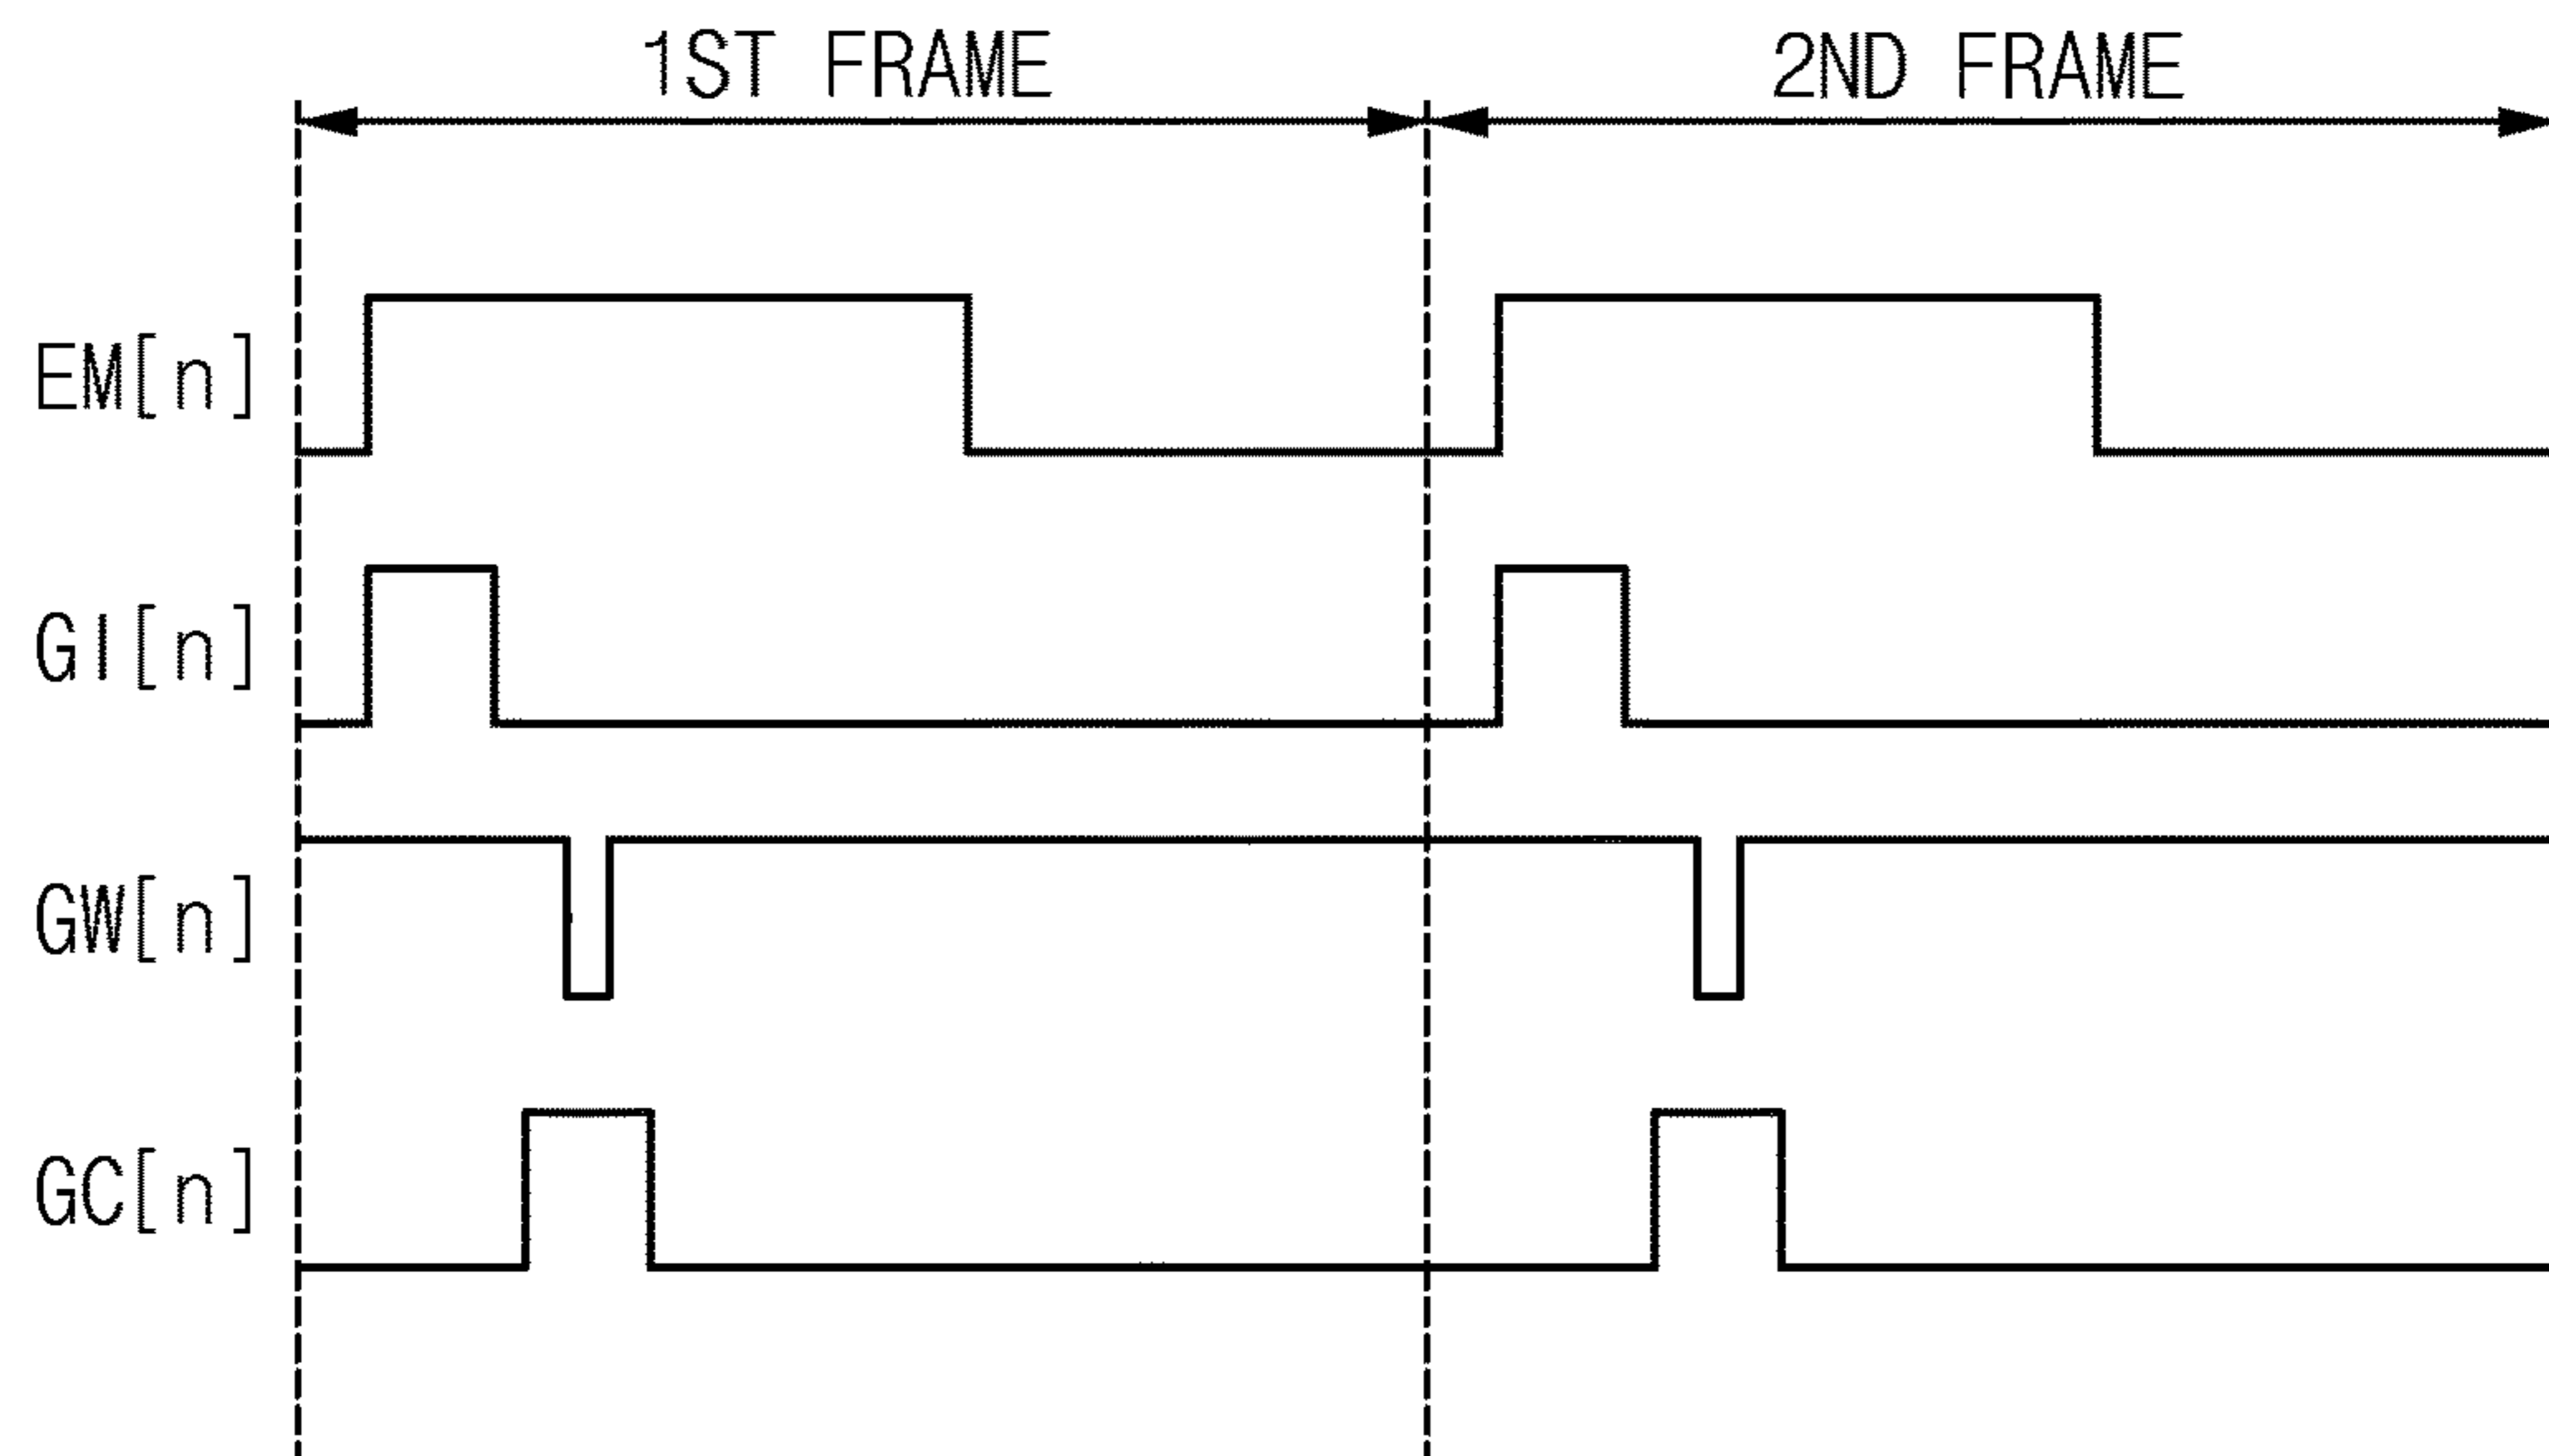 1ST FRAME 2ND FRAME
EM[n]
GI[n]
GW[n]
GC[n]